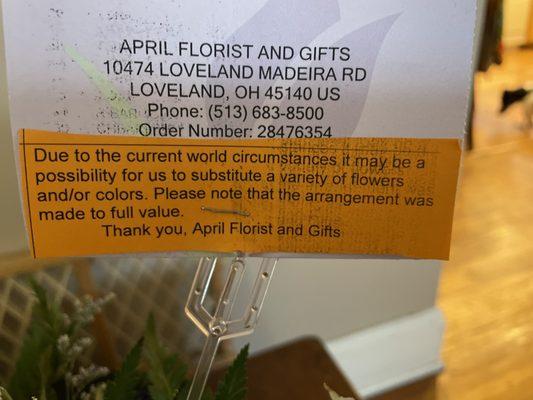 APRIL FLORIST AND GIFTS
10474 LOVELAND MADEIRA RD
LOVELAND, OH 45140 US
Phone: (513) 683-8500
Order Number: 28476354
Due to the current world circumstances it may be a
possibility for us to substitute a variety of flowers
and/or colors. Please note that the arrangement was
made to full value.
Thank you, April Florist and Gifts